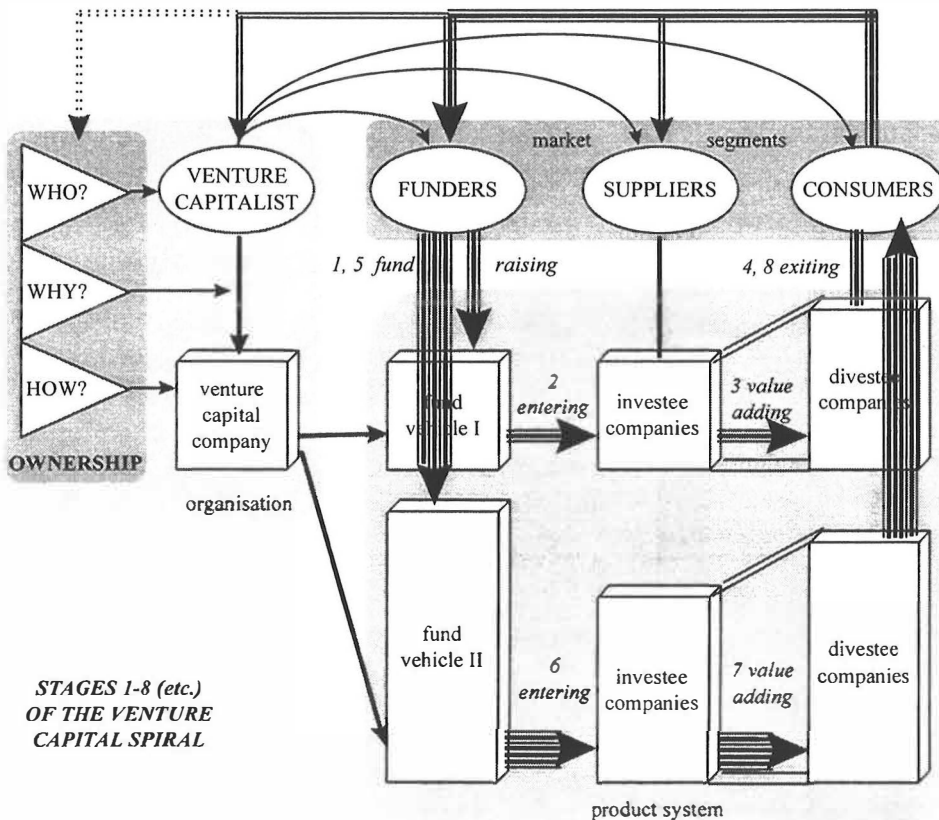 market segments
WHO?
VENTURE
CAPITALIST
FUNDERS
SUPPLIERS
CONSUMERS
1, 5 fund
raising
4, 8 exiting
WHY?
HOW?
OWNERSHIP
venture
capital
company
organisation
fund
vehicle I
2
entering
investee
companies
3 value
adding
divestee
companies
fund
vehicle II
6
entering
investee
companies
7 value
adding
divestee
companies
STAGES 1-8 (etc.)
OF THE VENTURE
CAPITAL SPIRAL
product system